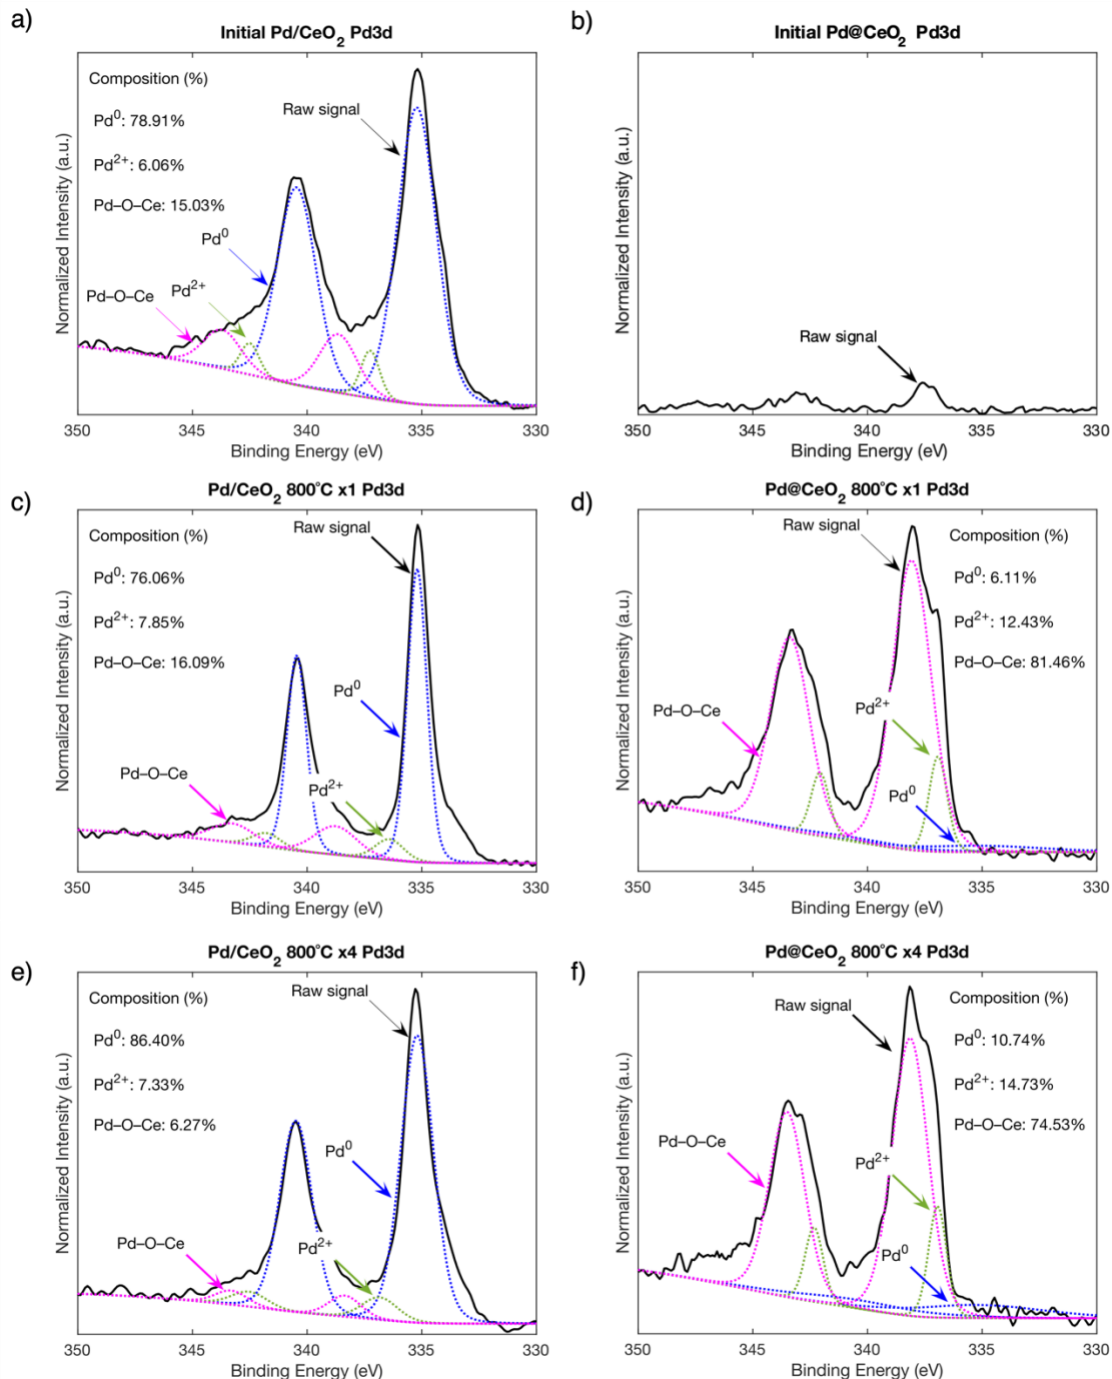 a)
Initial Pd/CeO2 Pd3d
Normalized Intensity (a.u.)
Composition (%)
Pd0: 78.91%
Pd2+: 6.06%
Pd–O–Ce: 15.03%
Raw signal
Pd0
Pd2+
Pd–O–Ce
350 345 340 335 330
Binding Energy (eV)
b)
Initial Pd@CeO2 Pd3d
Normalized Intensity (a.u.)
Raw signal
350 345 340 335 330
Binding Energy (eV)
c)
Pd/CeO2 800°C x1 Pd3d
Normalized Intensity (a.u.)
Composition (%)
Pd0: 76.06%
Pd2+: 7.85%
Pd–O–Ce: 16.09%
Raw signal
Pd0
Pd–O–Ce
Pd2+
350 345 340 335 330
Binding Energy (eV)
d)
Pd@CeO2 800°C x1 Pd3d
Normalized Intensity (a.u.)
Raw signal
Composition (%)
Pd0: 6.11%
Pd2+: 12.43%
Pd–O–Ce: 81.46%
Pd–O–Ce
Pd2+
Pd0
350 345 340 335 330
Binding Energy (eV)
e)
Pd/CeO2 800°C x4 Pd3d
Normalized Intensity (a.u.)
Composition (%)
Pd0: 86.40%
Pd2+: 7.33%
Pd–O–Ce: 6.27%
Raw signal
Pd0
Pd–O–Ce
Pd2+
350 345 340 335 330
Binding Energy (eV)
f)
Pd@CeO2 800°C x4 Pd3d
Normalized Intensity (a.u.)
Raw signal
Composition (%)
Pd0: 10.74%
Pd2+: 14.73%
Pd–O–Ce: 74.53%
Pd–O–Ce
Pd2+
Pd0
350 345 340 335 330
Binding Energy (eV)